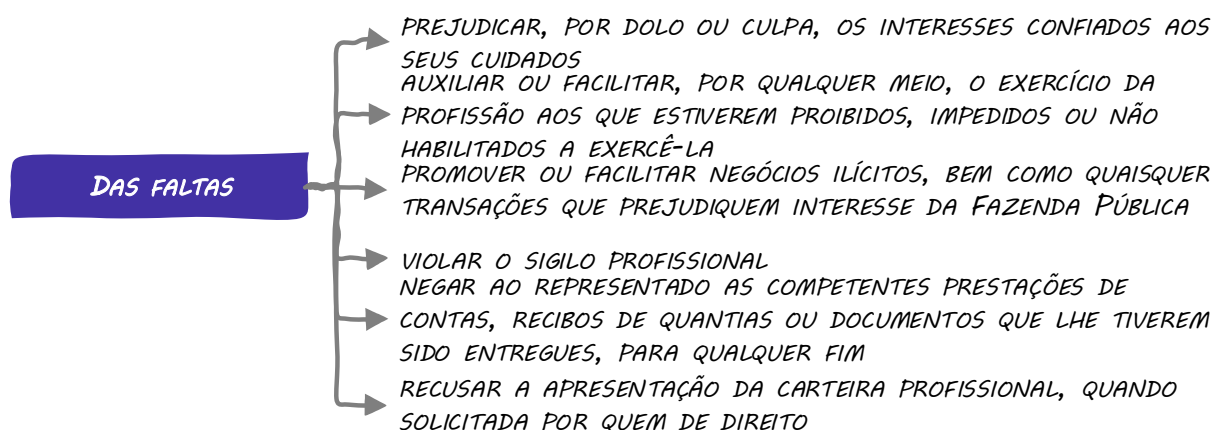 Das faltas
PREJUDICAR, POR DOLO OU CULPA, OS INTERESSES CONFIADOS AOS
SEUS CUIDADOS
AUXILIAR OU FACILITAR, POR QUALQUER MEIO, O EXERCÍCIO DA
PROFISSÃO AOS QUE ESTIVEREM PROIBIDOS, IMPEDIDOS OU NÃO
HABILITADOS A EXERCÊ-LA
PROMOVER OU FACILITAR NEGÓCIOS ILÍCITOS, BEM COMO QUAISQUER
TRANSAÇÕES QUE PREJUDIQUEM INTERESSE DA FAZENDA PÚBLICA
VIOLAR O SIGILO PROFISSIONAL
NEGAR AO REPRESENTADO AS COMPETENTES PRESTAÇÕES DE
CONTAS, RECIBOS DE QUANTIAS OU DOCUMENTOS QUE LHE TIVEREM
SIDO ENTREGUES, PARA QUALQUER FIM
RECUSAR A APRESENTAÇÃO DA CARTEIRA PROFISSIONAL, QUANDO
SOLICITADA POR QUEM DE DIREITO